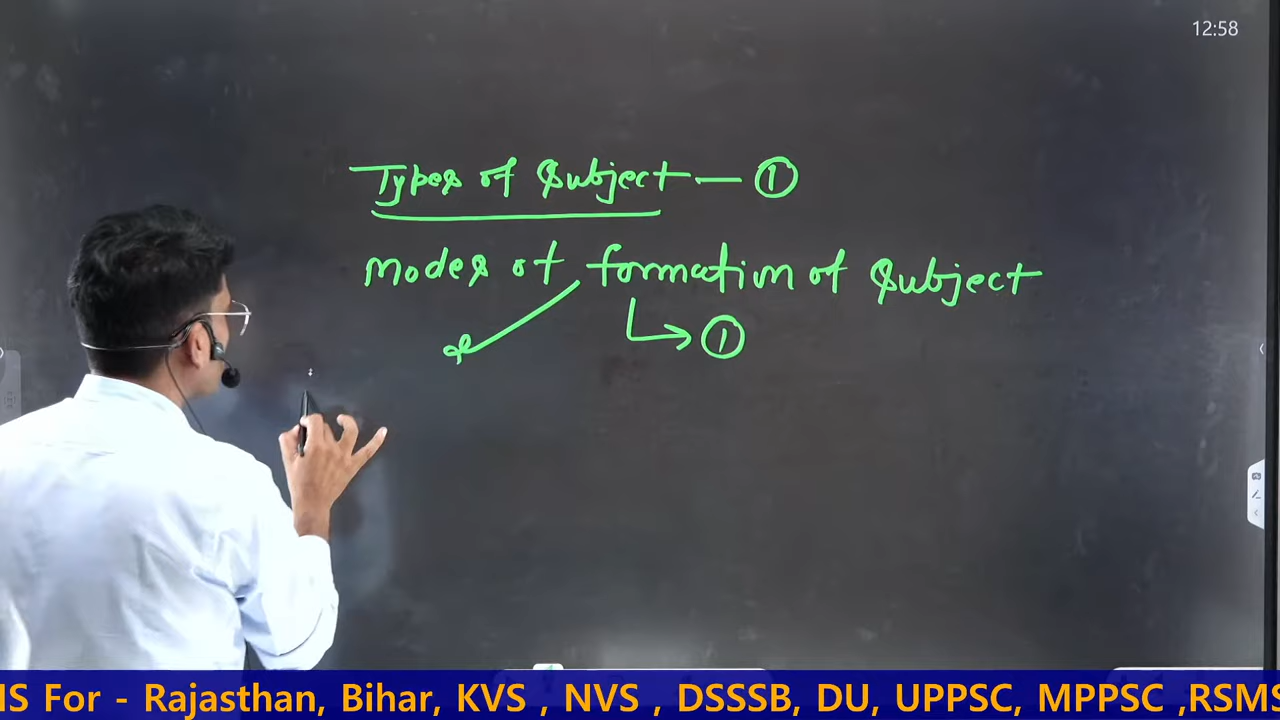 12:58
Types of Subject — ①
Modes of formation of Subject
①
IS For - Rajasthan, Bihar, KVS , NVS , DSSSB, DU, UPPSC, MPPSC ,RSMS